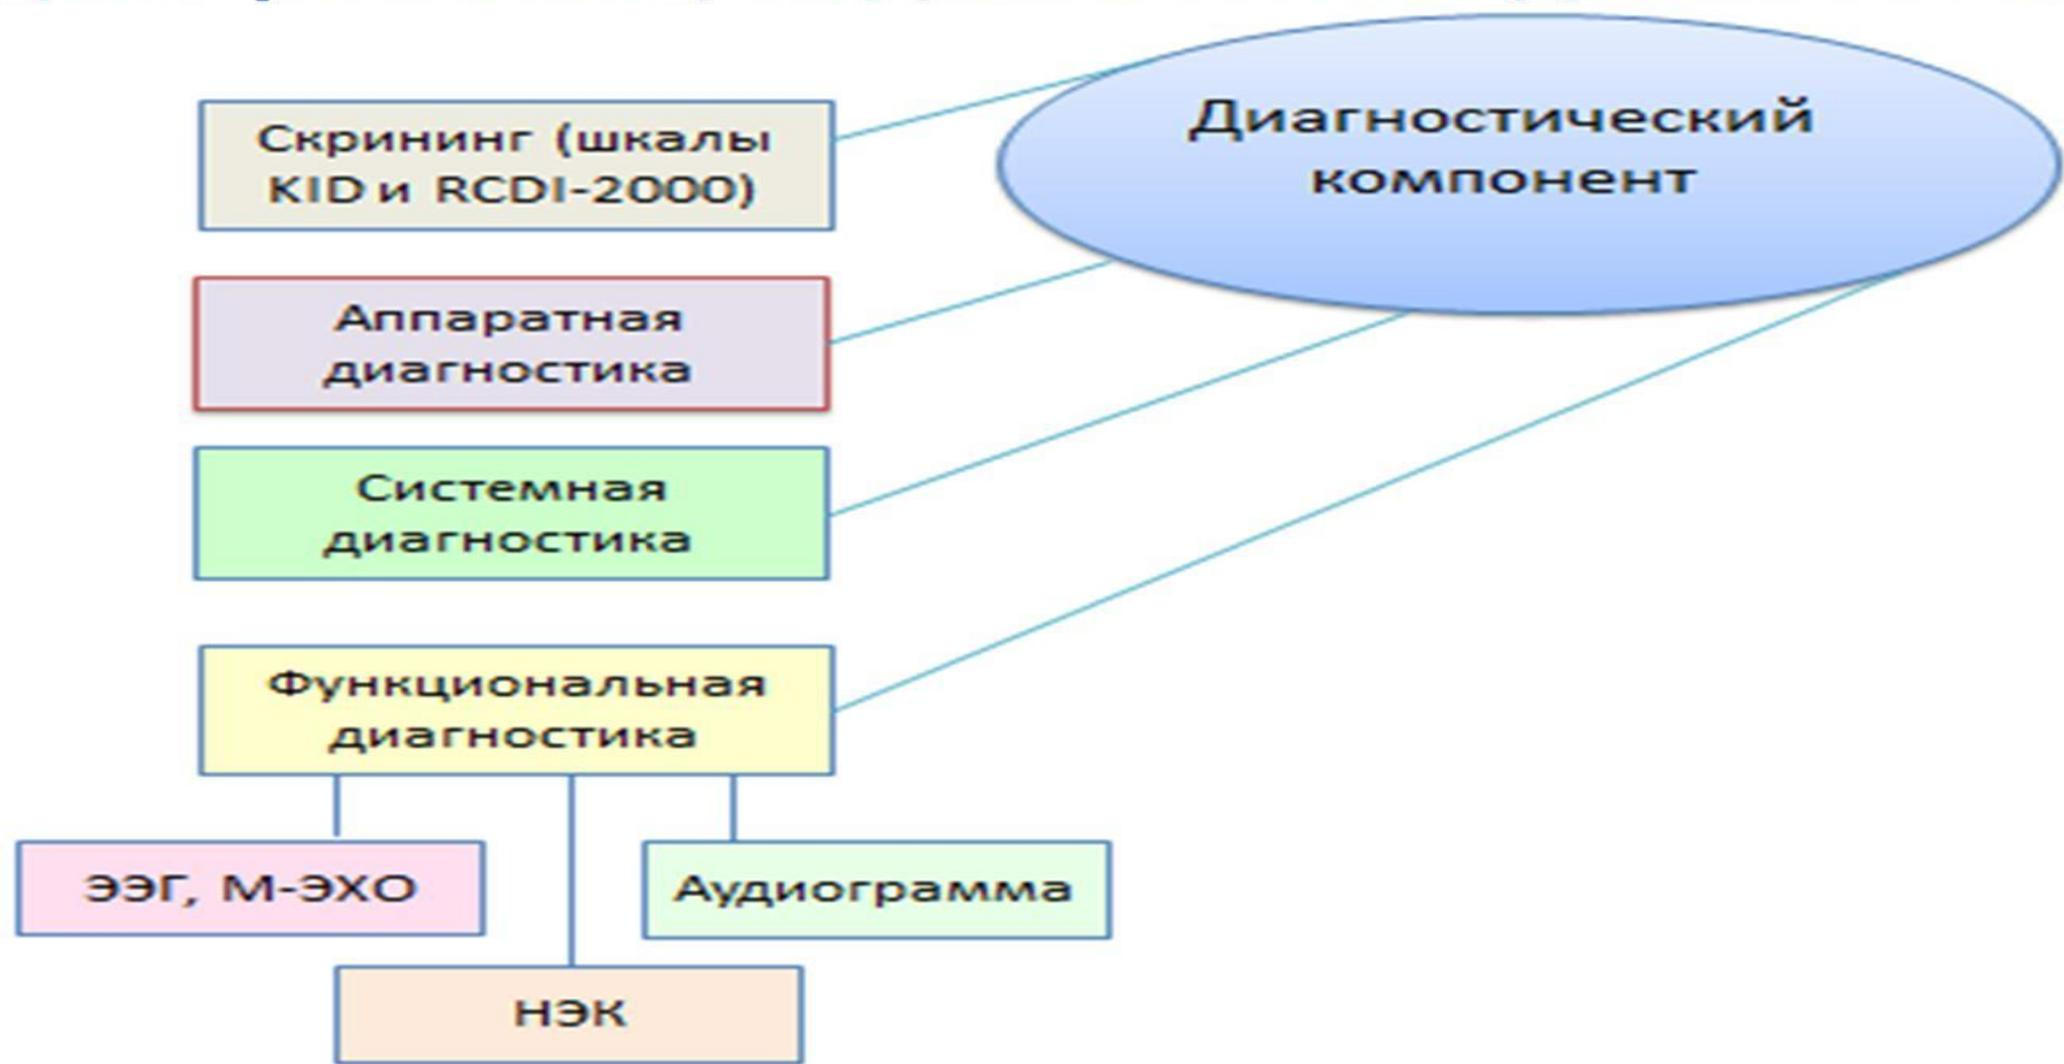 Диагностический
компонент
Скрининг (шкалы
KID и RCDI-2000)
Аппаратная
диагностика
Системная
диагностика
Функциональная
диагностика
ЭЭГ, М-ЭХО
Аудиограмма
НЭК